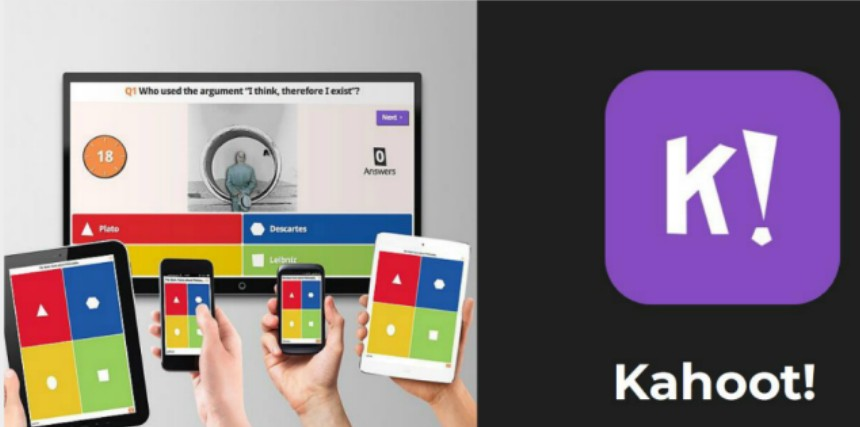 Q1 Who used the argument "I think, therefore I exist"?
Next ›
18
0
Answers
Plato
Descartes
Leibniz
K!
Kahoot!